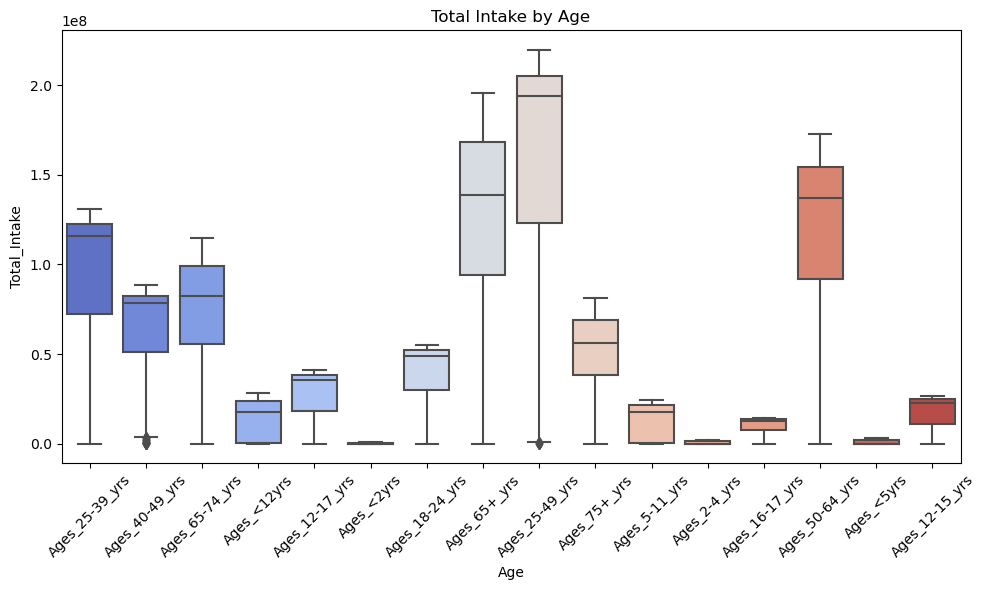 Total Intake by Age
1e8
2.0
1.5
1.0
0.5
0.0
Total_Intake
Ages_25-39_yrs
Ages_40-49_yrs
Ages_65-74_yrs
Ages_<12yrs
Ages_12-17_yrs
Ages_<2yrs
Ages_18-24_yrs
Ages_65+_yrs
Ages_25-49_yrs
Ages_75+_yrs
Ages_5-11_yrs
Ages_2-4_yrs
Ages_16-17_yrs
Ages_50-64_yrs
Ages_<5yrs
Ages_12-15_yrs
Age